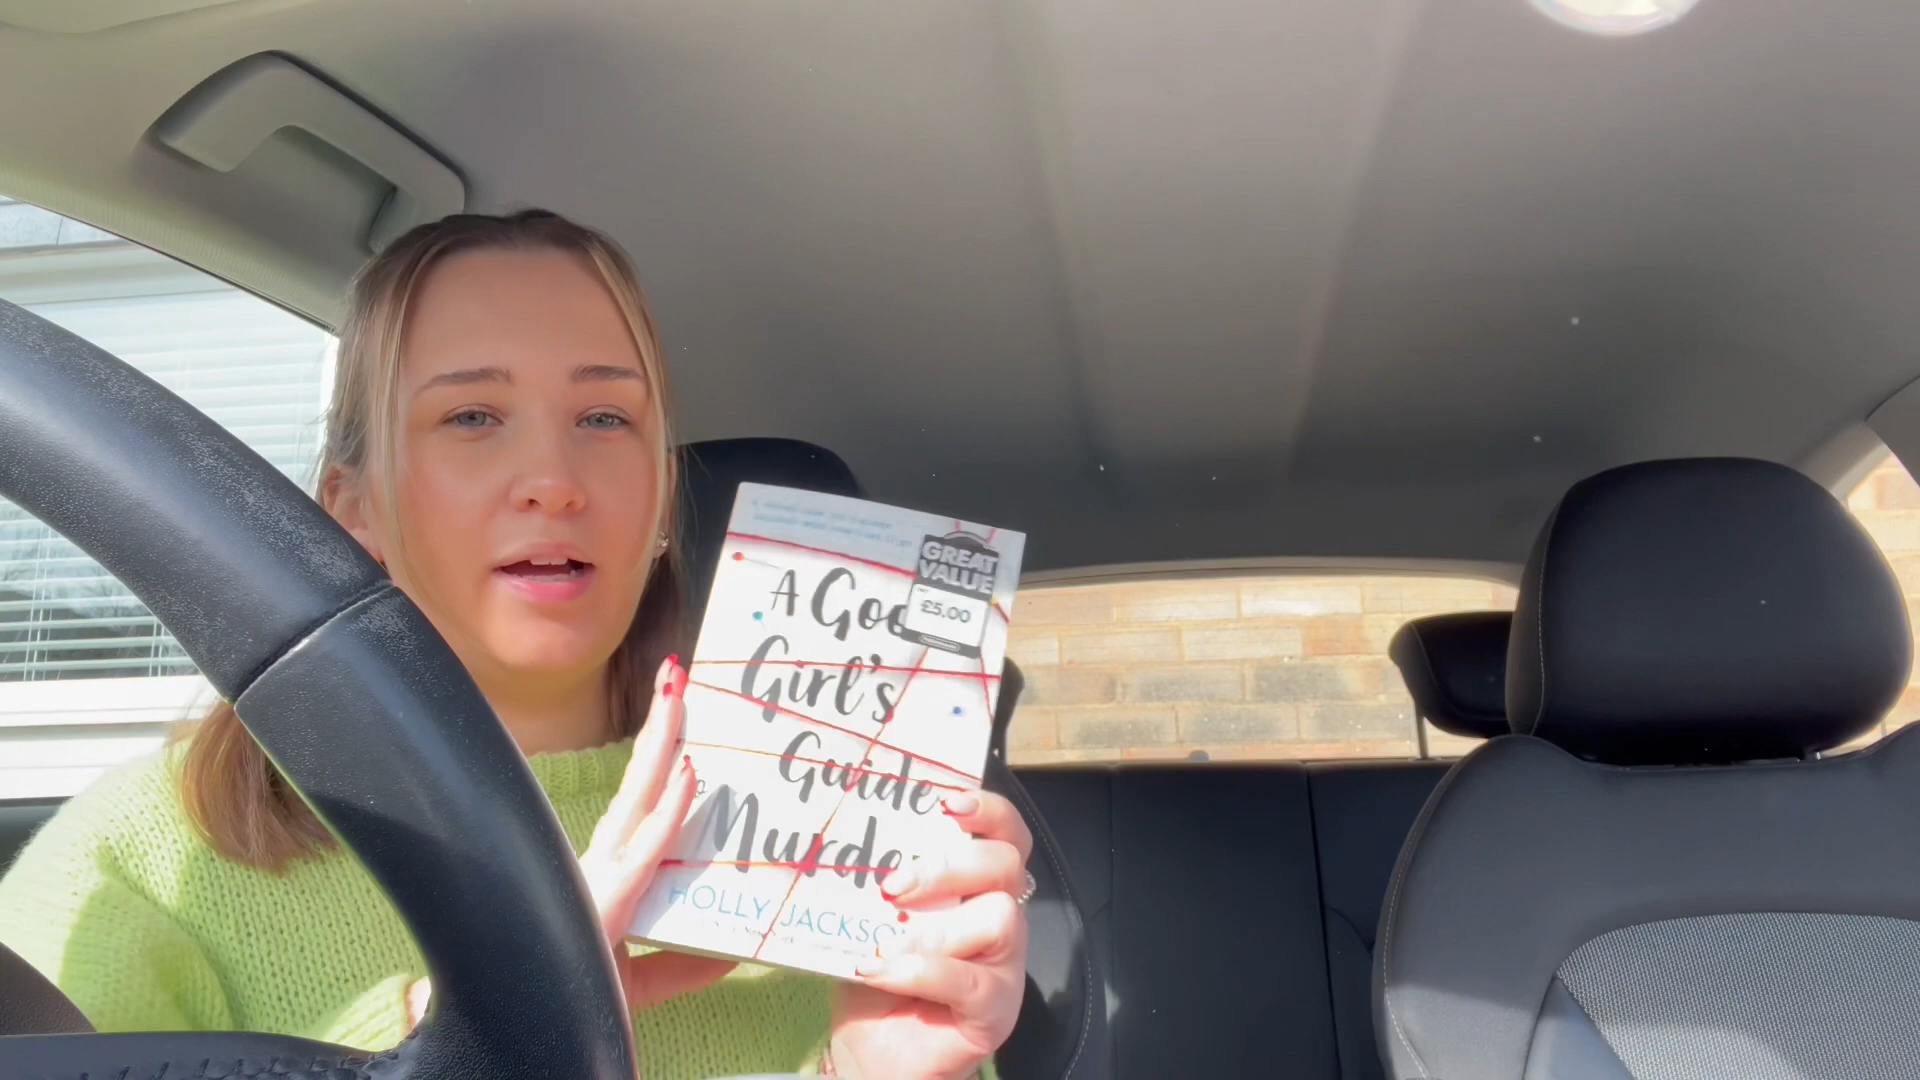 GREAT
VALUE
£5.00
A Goo
Girl's
Guide
Murde
HOLLY JACKSO